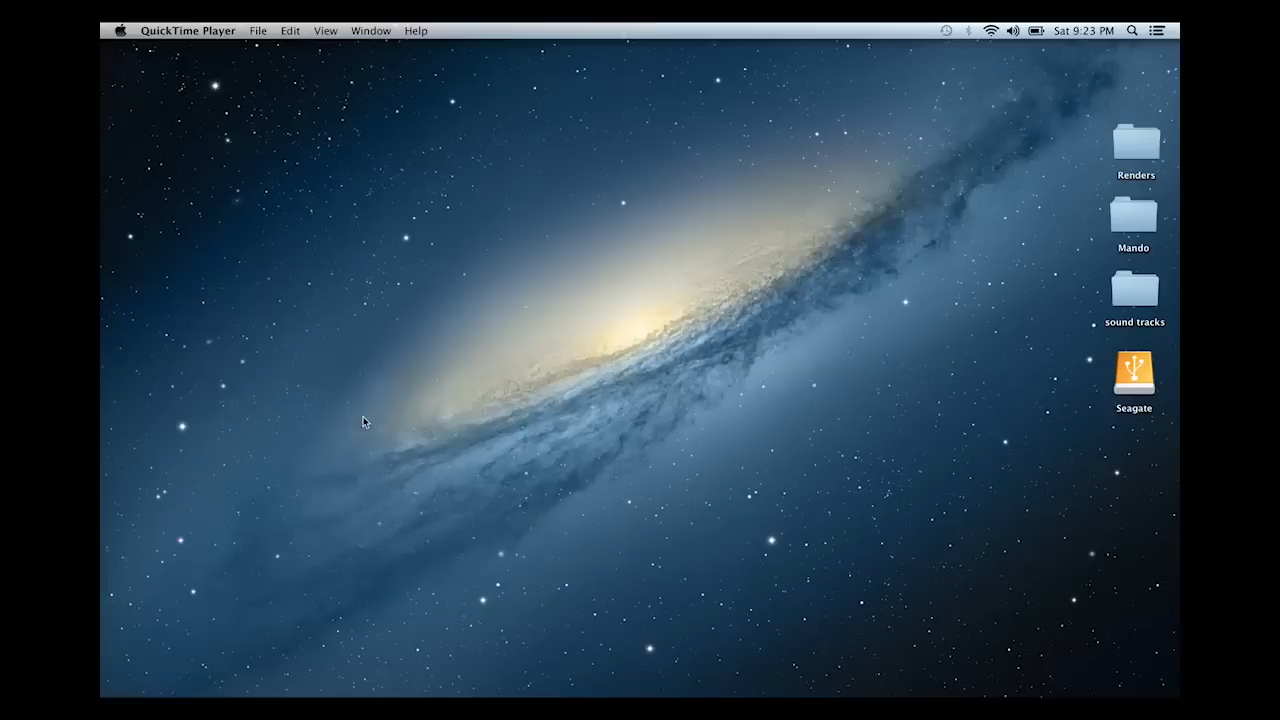 QuickTime Player File Edit View Window Help Sat 9:23 PM
Renders
Mando
sound tracks
Seagate